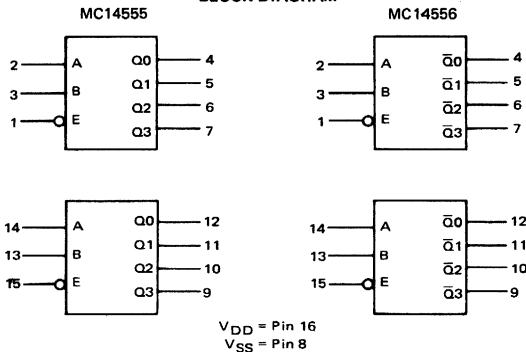 MC14555 MC14556
2 A Q0 4 2 A Q̅0 4
3 B Q1 5 3 B Q̅1 5
1 E Q2 6 1 E Q̅2 6
Q3 7 Q̅3 7
14 A Q0 12 14 A Q̅0 12
13 B Q1 11 13 B Q̅1 11
15 E Q2 10 15 E Q̅2 10
Q3 9 Q̅3 9
VDD = Pin 16
VSS = Pin 8